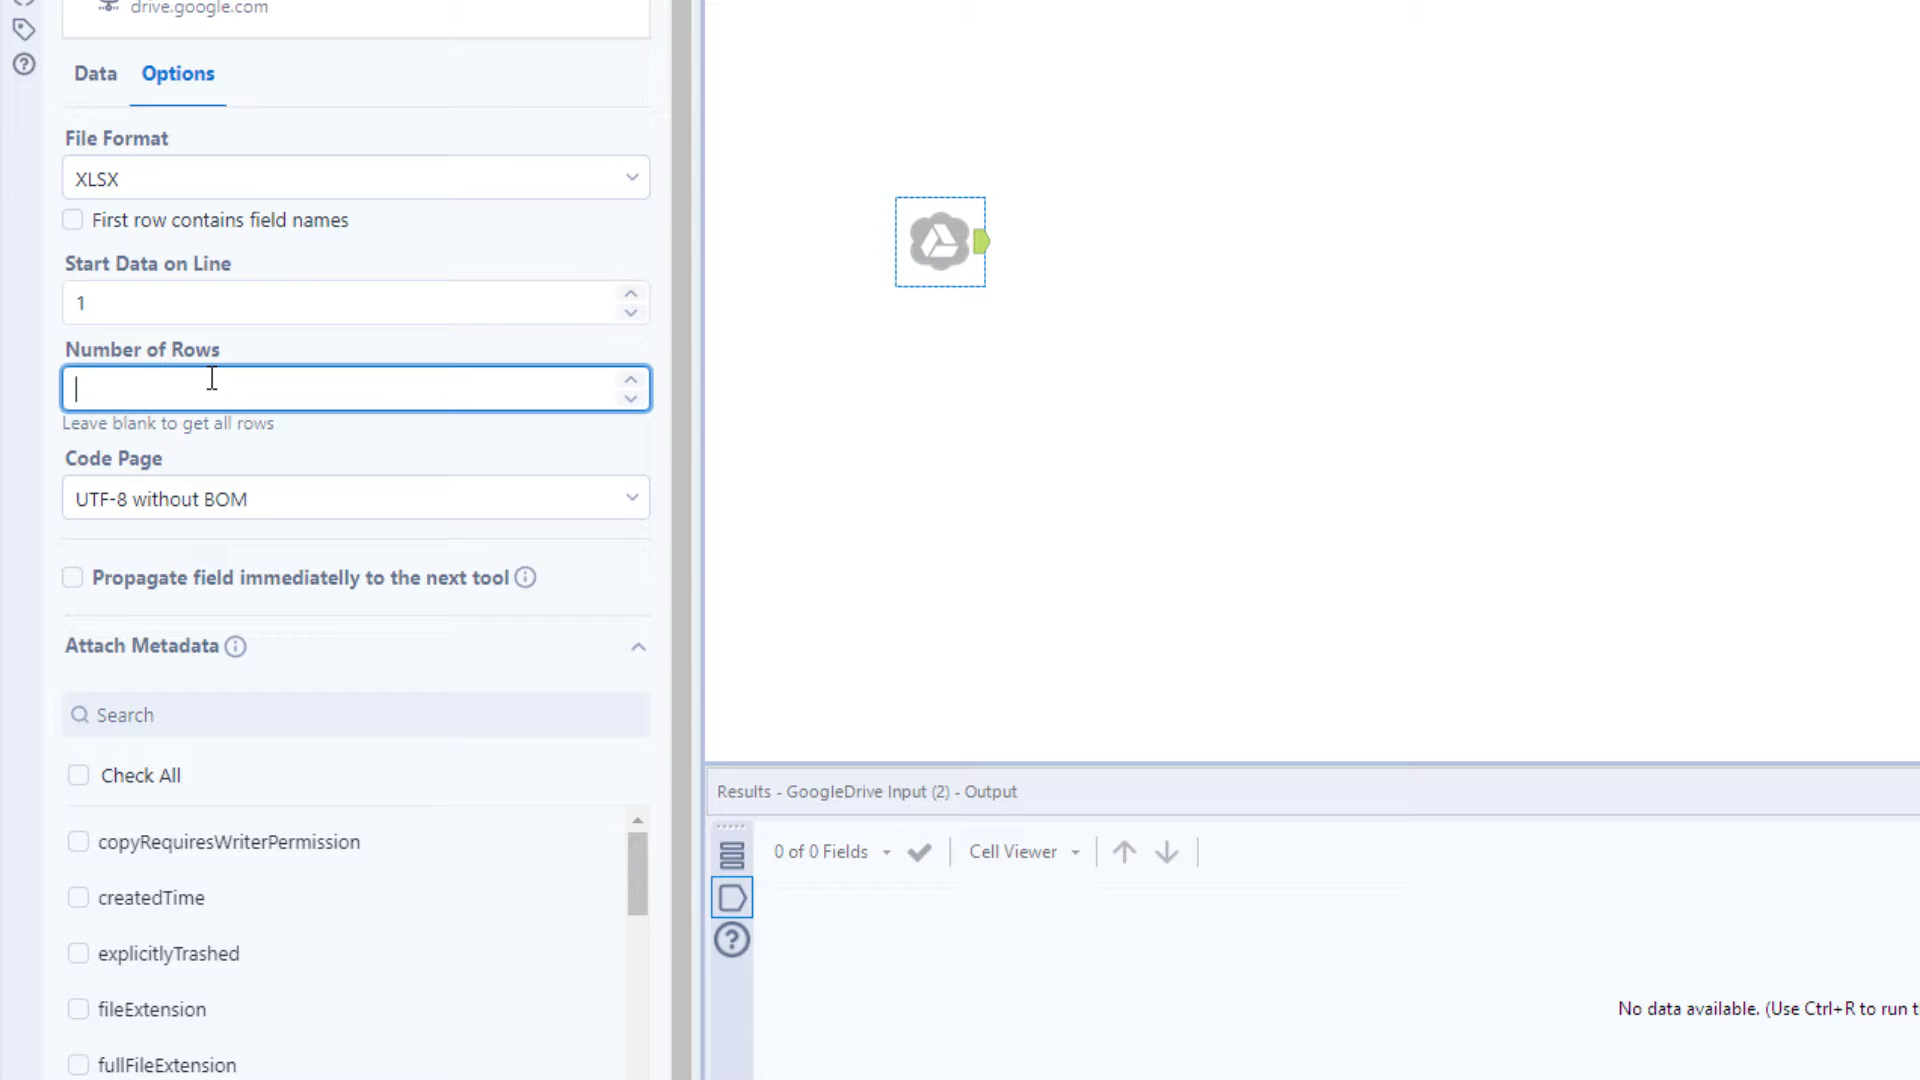 drive.google.com
Data Options
File Format
XLSX
First row contains field names
Start Data on Line
1
Number of Rows
Leave blank to get all rows
Code Page
UTF-8 without BOM
Propagate field immediatelly to the next tool
Attach Metadata
Search
Check All
copyRequiresWriterPermission
createdTime
explicitlyTrashed
fileExtension
fullFileExtension
Results - GoogleDrive Input (2) - Output
0 of 0 Fields Cell Viewer
No data available. (Use Ctrl+R to run t